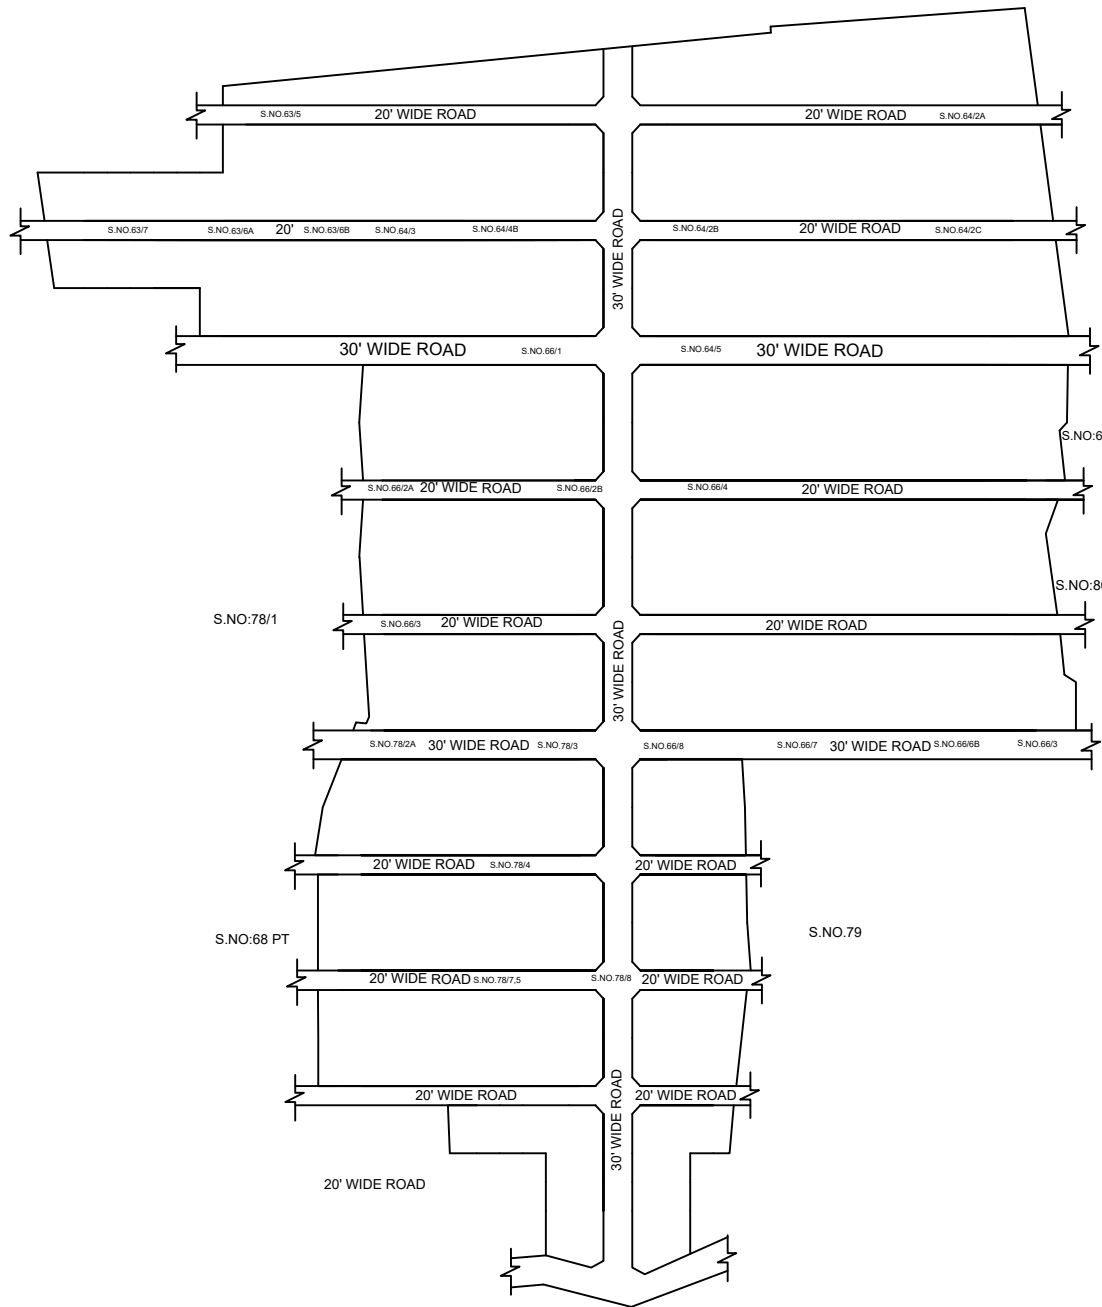 S.NO.63/5 20' WIDE ROAD 20' WIDE ROAD S.NO.64/2A
S.NO.63/7 S.NO.63/6A 20' S.NO.63/6B S.NO.64/3 S.NO.64/4B S.NO.64/2B 20' WIDE ROAD S.NO.64/2C
30' WIDE ROAD
30' WIDE ROAD S.NO.66/1 S.NO.64/5 30' WIDE ROAD
S.NO:6
S.NO.66/2A 20' WIDE ROAD S.NO.66/2B S.NO.66/4 20' WIDE ROAD
S.NO:8
S.NO:78/1
S.NO.66/3 20' WIDE ROAD 20' WIDE ROAD
30' WIDE ROAD
S.NO.78/2A 30' WIDE ROAD S.NO.78/3 S.NO.66/8 S.NO.66/7 30' WIDE ROAD S.NO.66/6B S.NO.66/3
20' WIDE ROAD S.NO.78/4 20' WIDE ROAD
S.NO:68 PT S.NO.79
20' WIDE ROAD S.NO.78/7,5 S.NO.78/8 20' WIDE ROAD
20' WIDE ROAD 20' WIDE ROAD
30' WIDE ROAD
20' WIDE ROAD